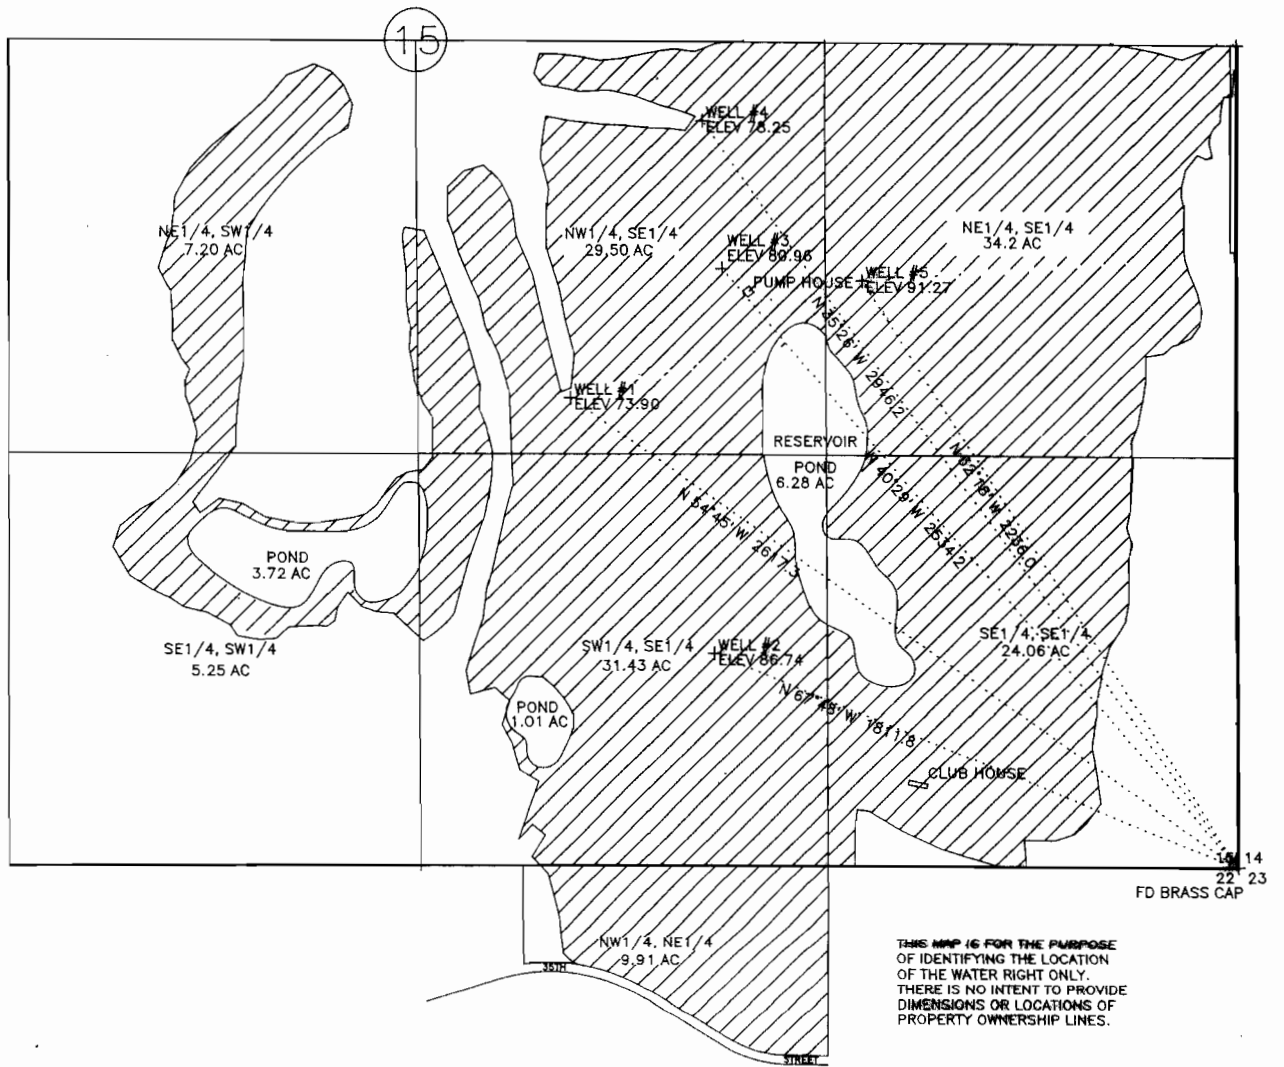 15
WELL #4
ELEV 78.25
NE1/4, SW1/4
7.20 AC
NW1/4, SE1/4
29.50 AC
WELL #3
ELEV 80.96
NE1/4, SE1/4
34.2 AC
PUMP HOUSE
WELL #5
ELEV 91.27
N 35°26' W 2946.2
WELL #1
ELEV 73.90
RESERVOIR
POND
6.28 AC
N 40°29' W 2534.2
N 62°18' W 2236.0
N 54°45' W 2617.3
POND
3.72 AC
SE1/4, SW1/4
5.25 AC
SW1/4, SE1/4
31.43 AC
WELL #2
ELEV 86.74
SE1/4, SE1/4
24.06 AC
N 67°48' W 1811.8
POND
1.01 AC
CLUB HOUSE
15 14
22 23
FD BRASS CAP
NW1/4, NE1/4
9.91 AC
35TH
STREET
THIS MAP IS FOR THE PURPOSE
OF IDENTIFYING THE LOCATION
OF THE WATER RIGHT ONLY.
THERE IS NO INTENT TO PROVIDE
DIMENSIONS OR LOCATIONS OF
PROPERTY OWNERSHIP LINES.